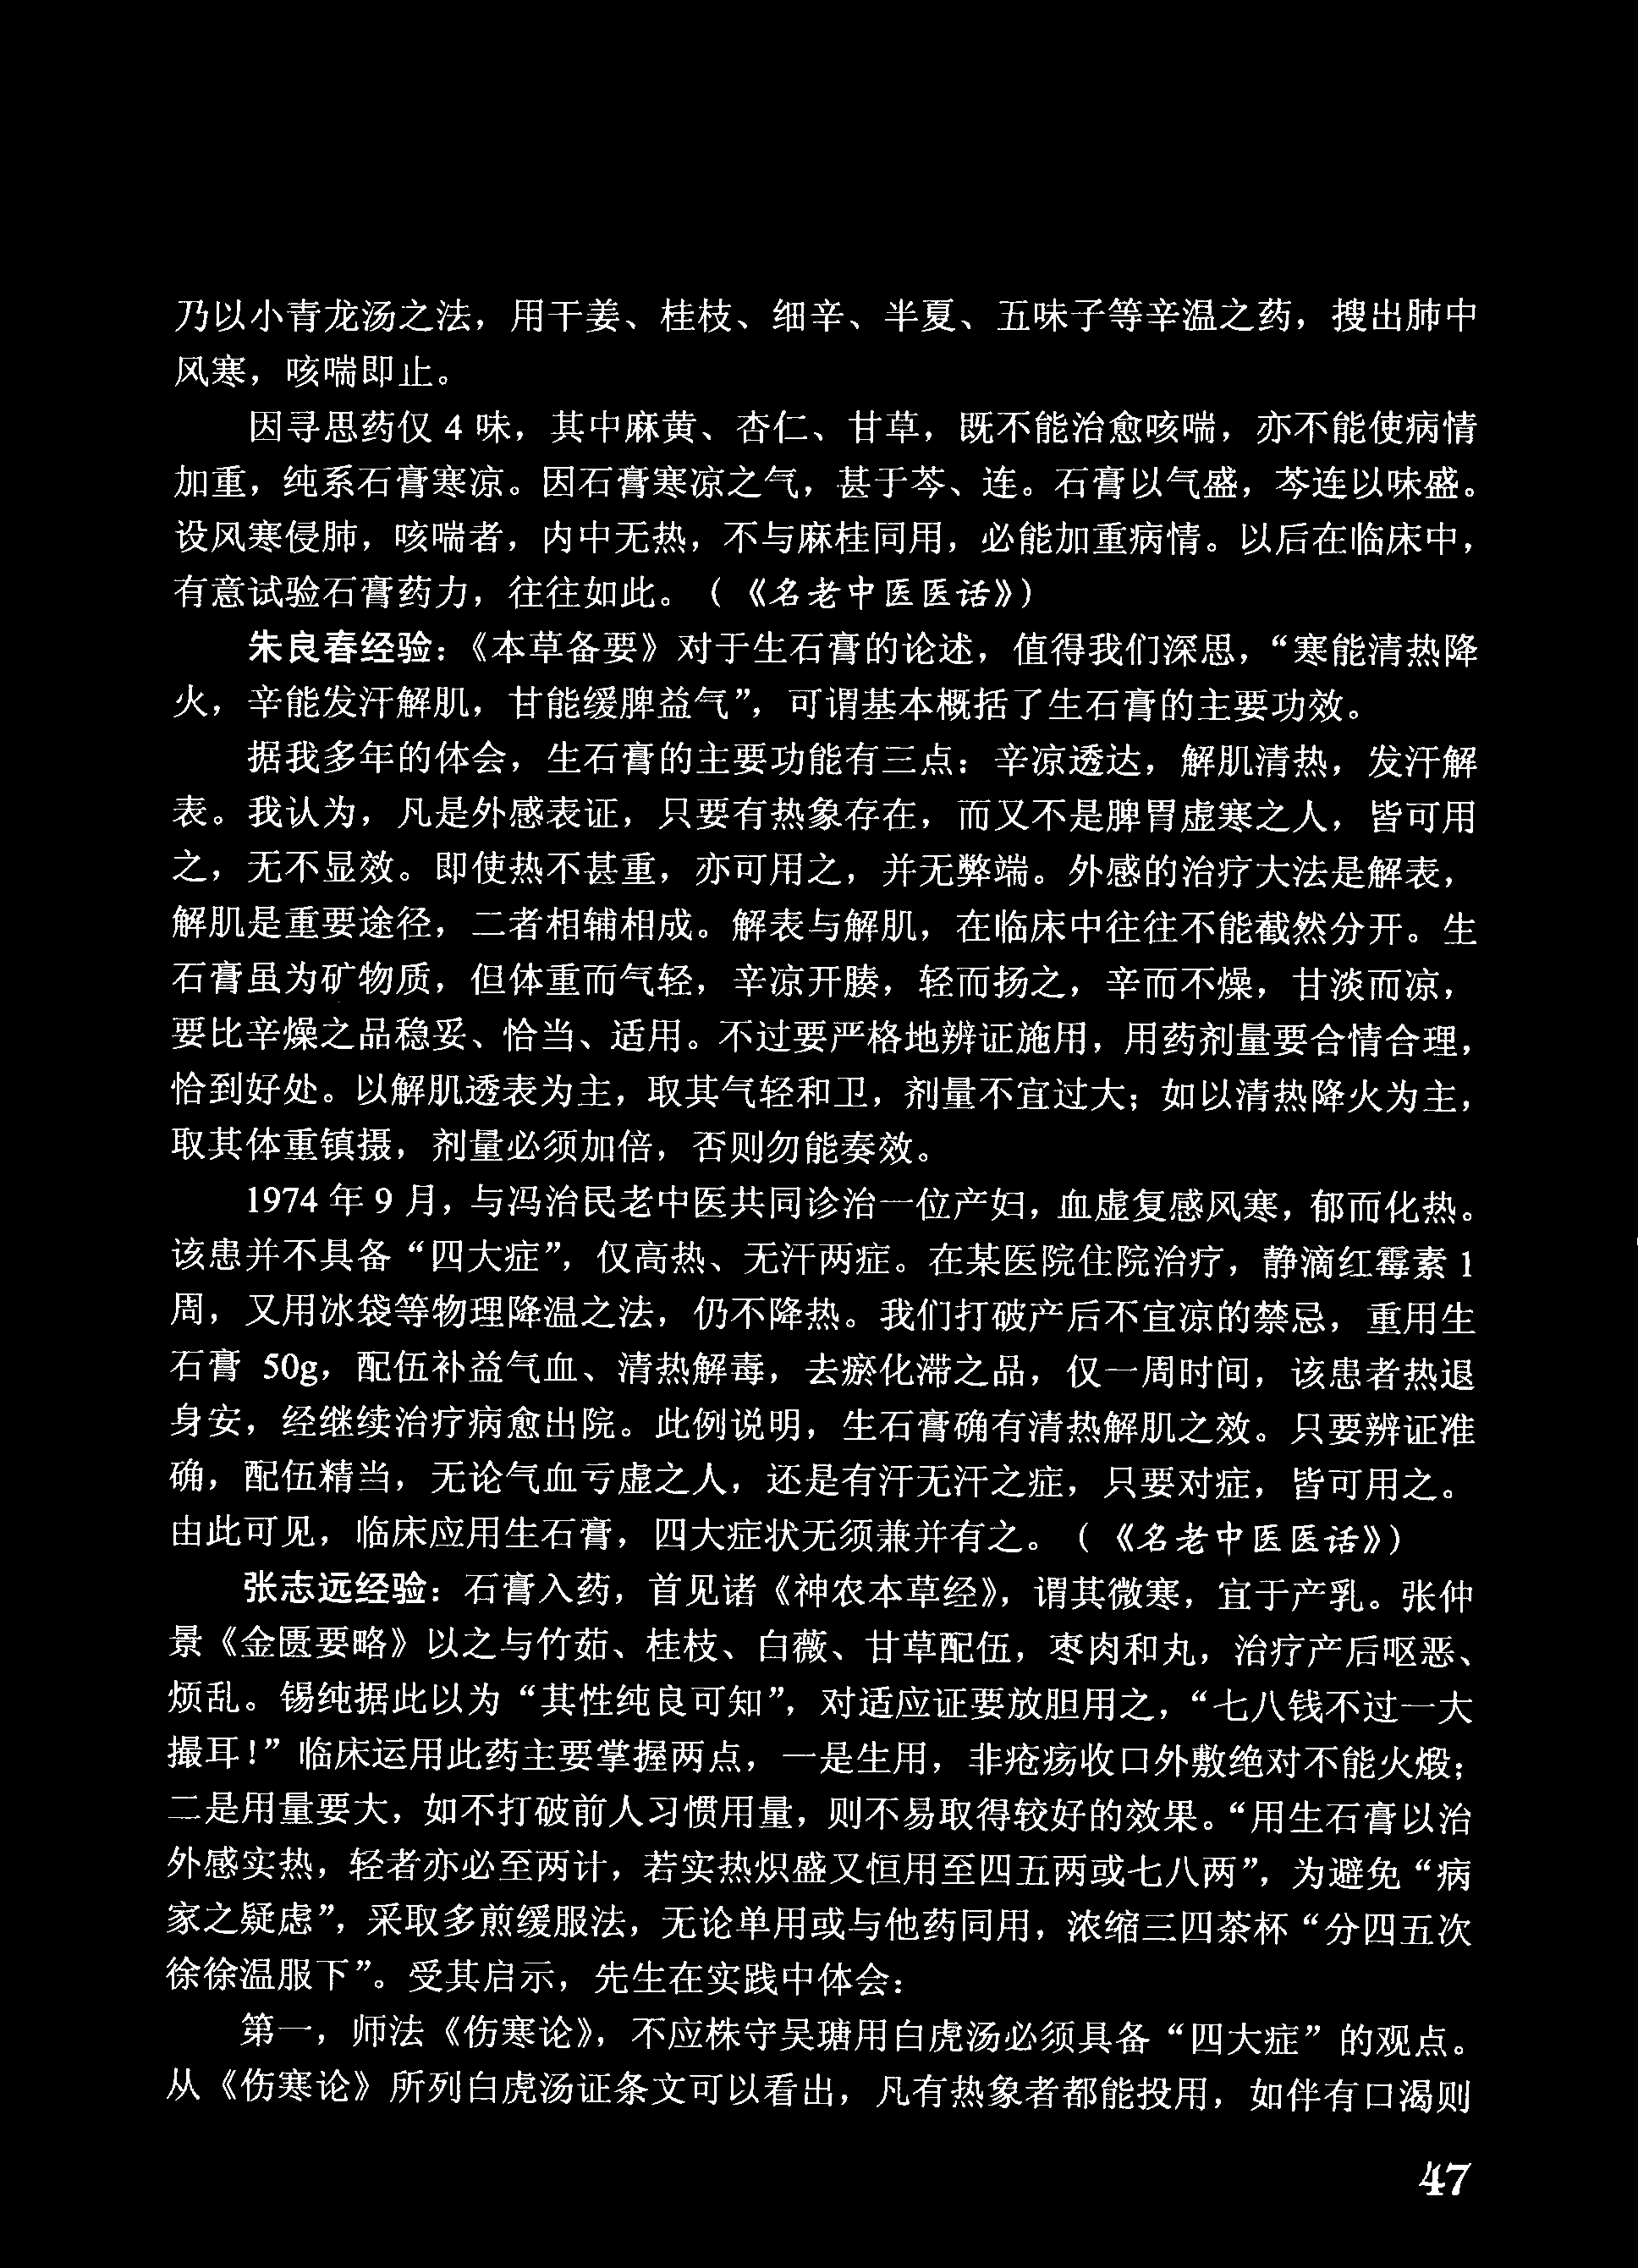 乃以小青龙汤之法，用干姜、桂枝、细辛、半夏、五味子等辛温之药，搜出肺中
风寒，咳喘即止。
因寻思药仅 4 味，其中麻黄、杏仁、甘草，既不能治愈咳喘，亦不能使病情
加重，纯系石膏寒凉。因石膏寒凉之气，甚于芩、连。石膏以气盛，芩连以味盛。
设风寒侵肺，咳喘者，内中无热，不与麻桂同用，必能加重病情。以后在临床中，
有意试验石膏药力，往往如此。（《名老中医医话》）
朱良春经验：《本草备要》对于生石膏的论述，值得我们深思，“寒能清热降
火，辛能发汗解肌，甘能缓脾益气”，可谓基本概括了生石膏的主要功效。
据我多年的体会，生石膏的主要功能有三点：辛凉透达，解肌清热，发汗解
表。我认为，凡是外感表证，只要有热象存在，而又不是脾胃虚寒之人，皆可用
之，无不显效。即使热不甚重，亦可用之，并无弊端。外感的治疗大法是解表，
解肌是重要途径，二者相辅相成。解表与解肌，在临床中往往不能截然分开。生
石膏虽为矿物质，但体重而气轻，辛凉开腠，轻而扬之，辛而不燥，甘淡而凉，
要比辛燥之品稳妥、恰当、适用。不过要严格地辨证施用，用药剂量要合情合理，
恰到好处。以解肌透表为主，取其气轻和卫，剂量不宜过大；如以清热降火为主，
取其体重镇摄，剂量必须加倍，否则勿能奏效。
1974 年 9 月，与冯治民老中医共同诊治一位产妇，血虚复感风寒，郁而化热。
该患并不具备“四大症”，仅高热、无汗两症。在某医院住院治疗，静滴红霉素 1
周，又用冰袋等物理降温之法，仍不降热。我们打破产后不宜凉的禁忌，重用生
石膏 50g，配伍补益气血、清热解毒，去瘀化滞之品，仅一周时间，该患者热退
身安，经继续治疗病愈出院。此例说明，生石膏确有清热解肌之效。只要辨证准
确，配伍精当，无论气血亏虚之人，还是有汗无汗之症，只要对症，皆可用之。
由此可见，临床应用生石膏，四大症状无须兼并有之。（《名老中医医话》）
张志远经验：石膏入药，首见诸《神农本草经》，谓其微寒，宜于产乳。张仲
景《金匮要略》以之与竹茹、桂枝、白薇、甘草配伍，枣肉和丸，治疗产后呕恶、
烦乱。锡纯据此以为“其性纯良可知”，对适应证要放胆用之，“七八钱不过一大
撮耳！”临床运用此药主要掌握两点，一是生用，非疮疡收口外敷绝对不能火煅；
二是用量要大，如不打破前人习惯用量，则不易取得较好的效果。“用生石膏以治
外感实热，轻者亦必至两计，若实热炽盛又恒用至四五两或七八两”，为避免“病
家之疑虑”，采取多煎缓服法，无论单用或与他药同用，浓缩三四茶杯“分四五次
徐徐温服下”。受其启示，先生在实践中体会：
第一，师法《伤寒论》，不应株守吴瑭用白虎汤必须具备“四大症”的观点。
从《伤寒论》所列白虎汤证条文可以看出，凡有热象者都能投用，如伴有口渴则
47